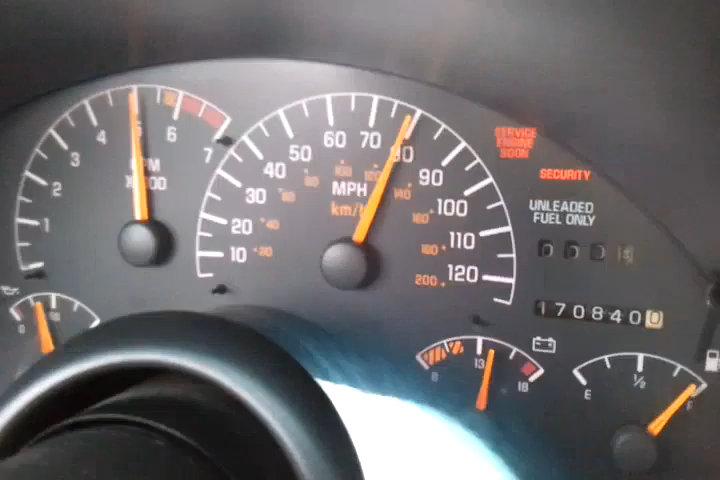 1
2
3
4
5
6
7
RPM
X1000
10
20
30
40
50
60
70
80
90
100
110
120
MPH
km/h
20
40
60
80
100
120
140
160
180
200
SERVICE
ENGINE
SOON
SECURITY
UNLEADED
FUEL ONLY
1708400
8
13
18
E
1/2
F